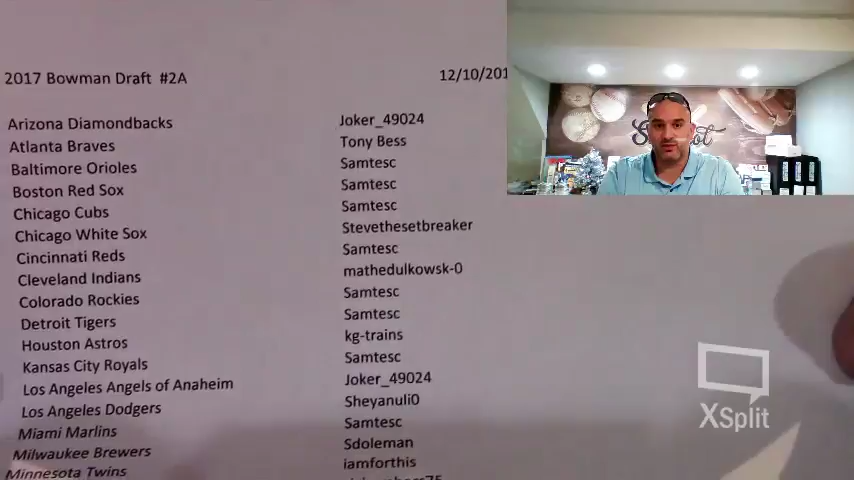 2017 Bowman Draft #2A 12/10/201
Arizona Diamondbacks Joker_49024
Atlanta Braves Tony Bess
Baltimore Orioles Samtesc
Boston Red Sox Samtesc
Chicago Cubs Samtesc
Chicago White Sox Stevethesetbreaker
Cincinnati Reds Samtesc
Cleveland Indians mathedulkowsk-0
Colorado Rockies Samtesc
Detroit Tigers Samtesc
Houston Astros kg-trains
Kansas City Royals Samtesc
Los Angeles Angels of Anaheim Joker_49024
Los Angeles Dodgers Sheyanuli0
Miami Marlins Samtesc
Milwaukee Brewers Sdoleman
Minnesota Twins iamforthis
XSplit